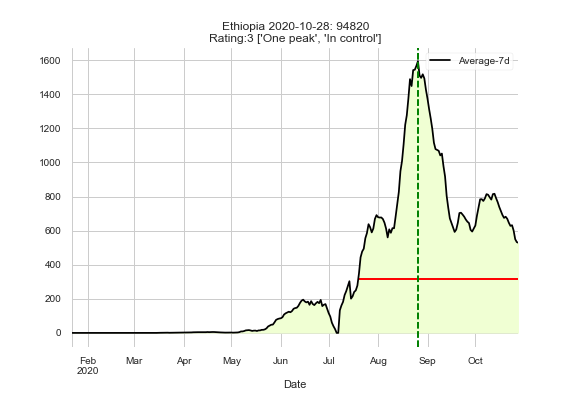 Ethiopia 2020-10-28: 94820
Rating:3 ['One peak', 'In control']
Average-7d
1600
1400
1200
1000
800
600
400
200
0
Feb Mar Apr May Jun Jul Aug Sep Oct
2020
Date